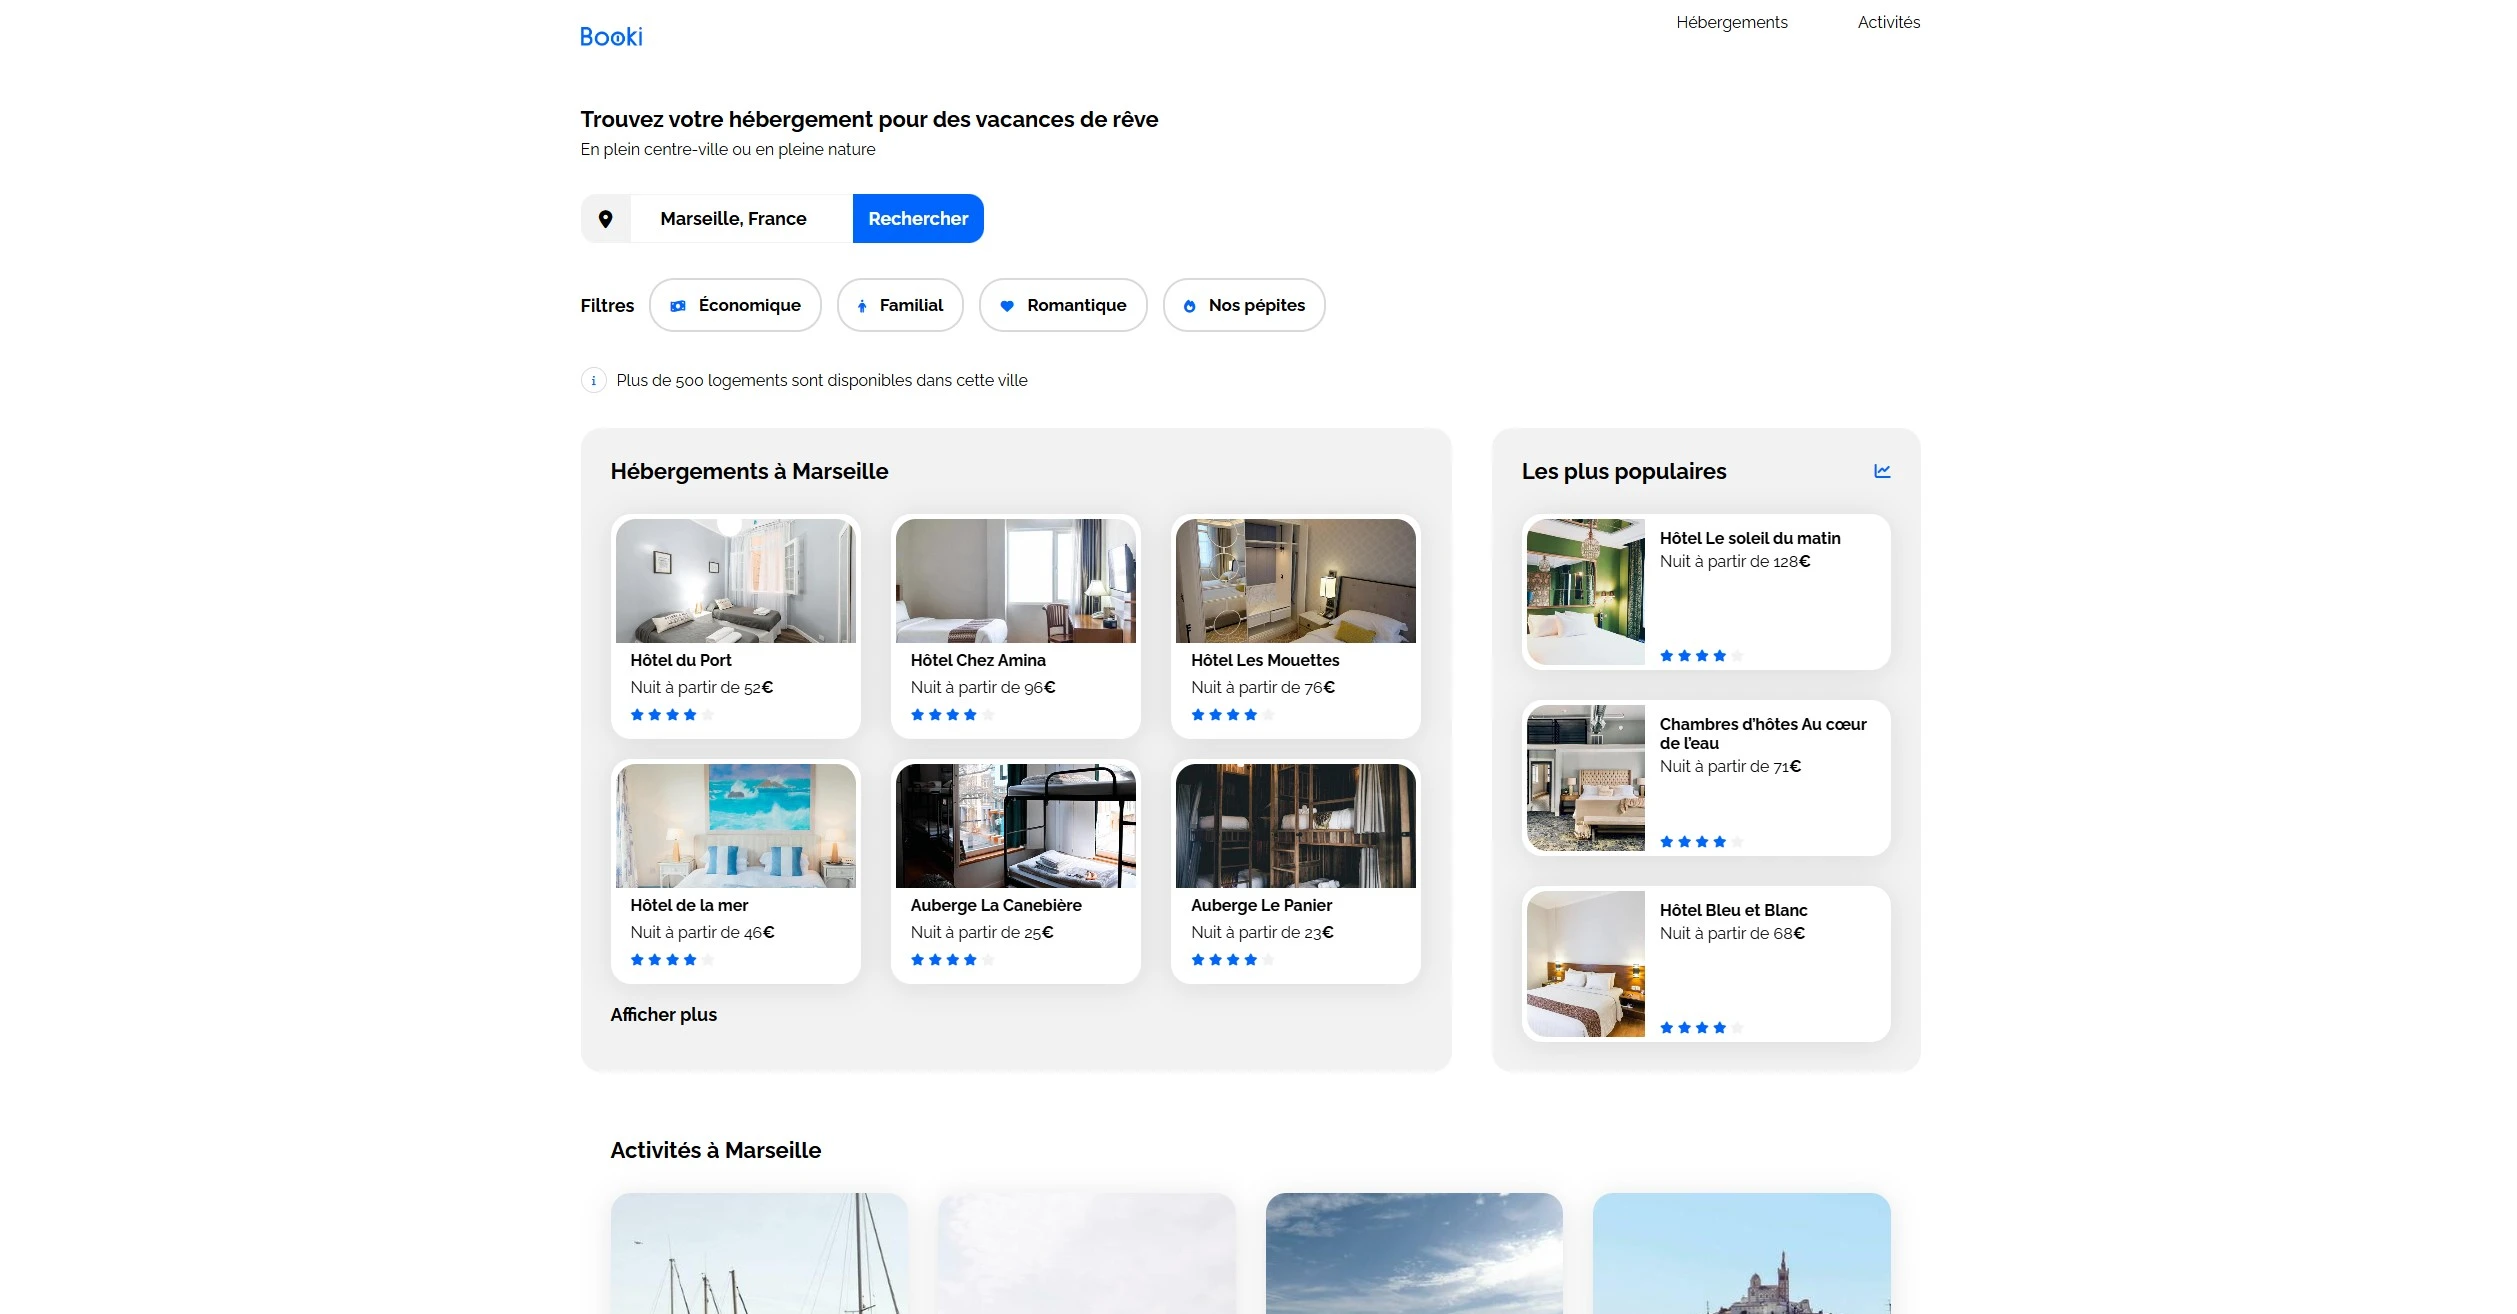 Booki
Hébergements
Activités
Trouvez votre hébergement pour des vacances de rêve
En plein centre-ville ou en pleine nature
Marseille, France
Rechercher
Filtres
Économique
Familial
Romantique
Nos pépites
Plus de 500 logements sont disponibles dans cette ville
Hébergements à Marseille
Hôtel du Port
Nuit à partir de 52€
Hôtel Chez Amina
Nuit à partir de 96€
Hôtel Les Mouettes
Nuit à partir de 76€
Hôtel de la mer
Nuit à partir de 46€
Auberge La Canebière
Nuit à partir de 25€
Auberge Le Panier
Nuit à partir de 23€
Afficher plus
Les plus populaires
Hôtel Le soleil du matin
Nuit à partir de 128€
Chambres d’hôtes Au cœur
de l’eau
Nuit à partir de 71€
Hôtel Bleu et Blanc
Nuit à partir de 68€
Activités à Marseille